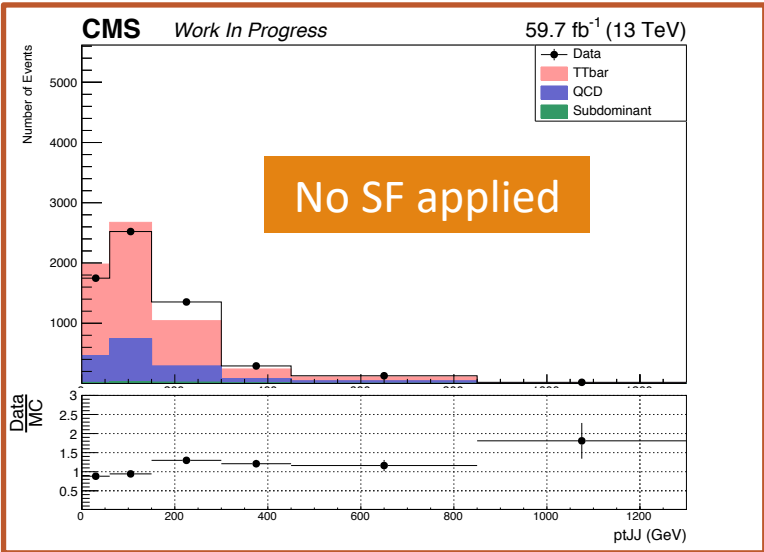 CMS Work In Progress 59.7 fb⁻¹ (13 TeV)
Number of Events
5000
4000
3000
2000
1000
Data
TTbar
QCD
Subdominant
No SF applied
Data
MC
3
2.5
2
1.5
1
0.5
0 200 400 600 800 1000 1200
ptJJ (GeV)